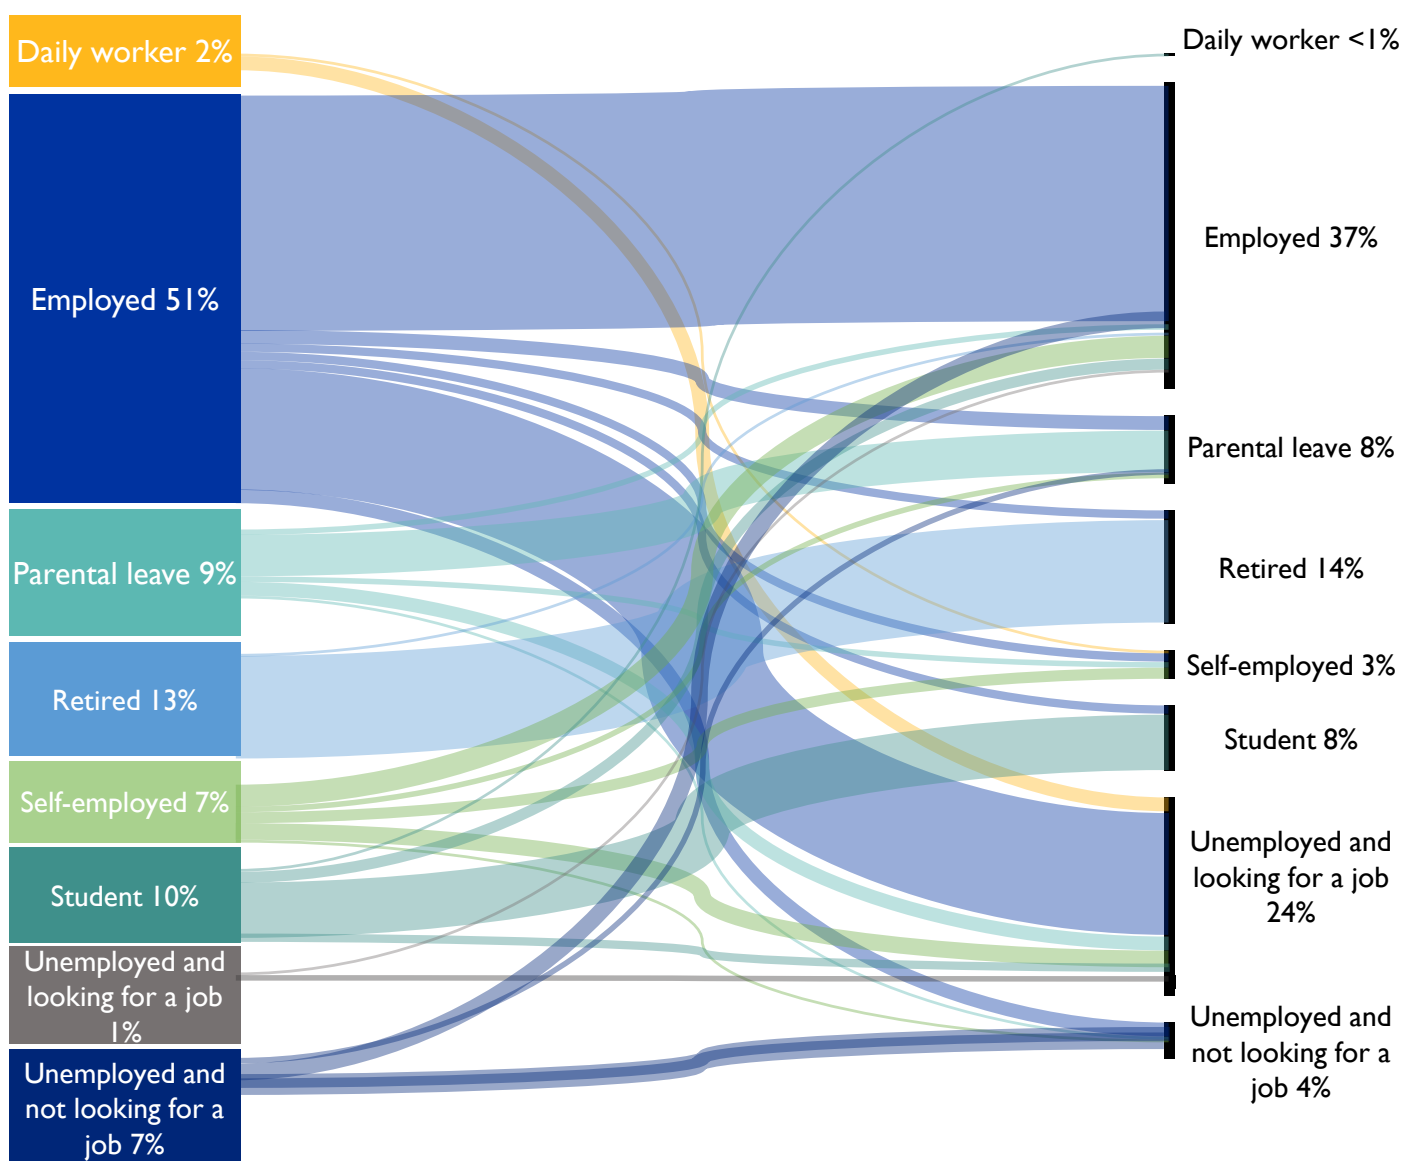 Daily worker 2%
Employed 51%
Parental leave 9%
Retired 13%
Self-employed 7%
Student 10%
Unemployed and
looking for a job
1%
Unemployed and
not looking for a
job 7%
Daily worker <1%
Employed 37%
Parental leave 8%
Retired 14%
Self-employed 3%
Student 8%
Unemployed and
looking for a job
24%
Unemployed and
not looking for a
job 4%